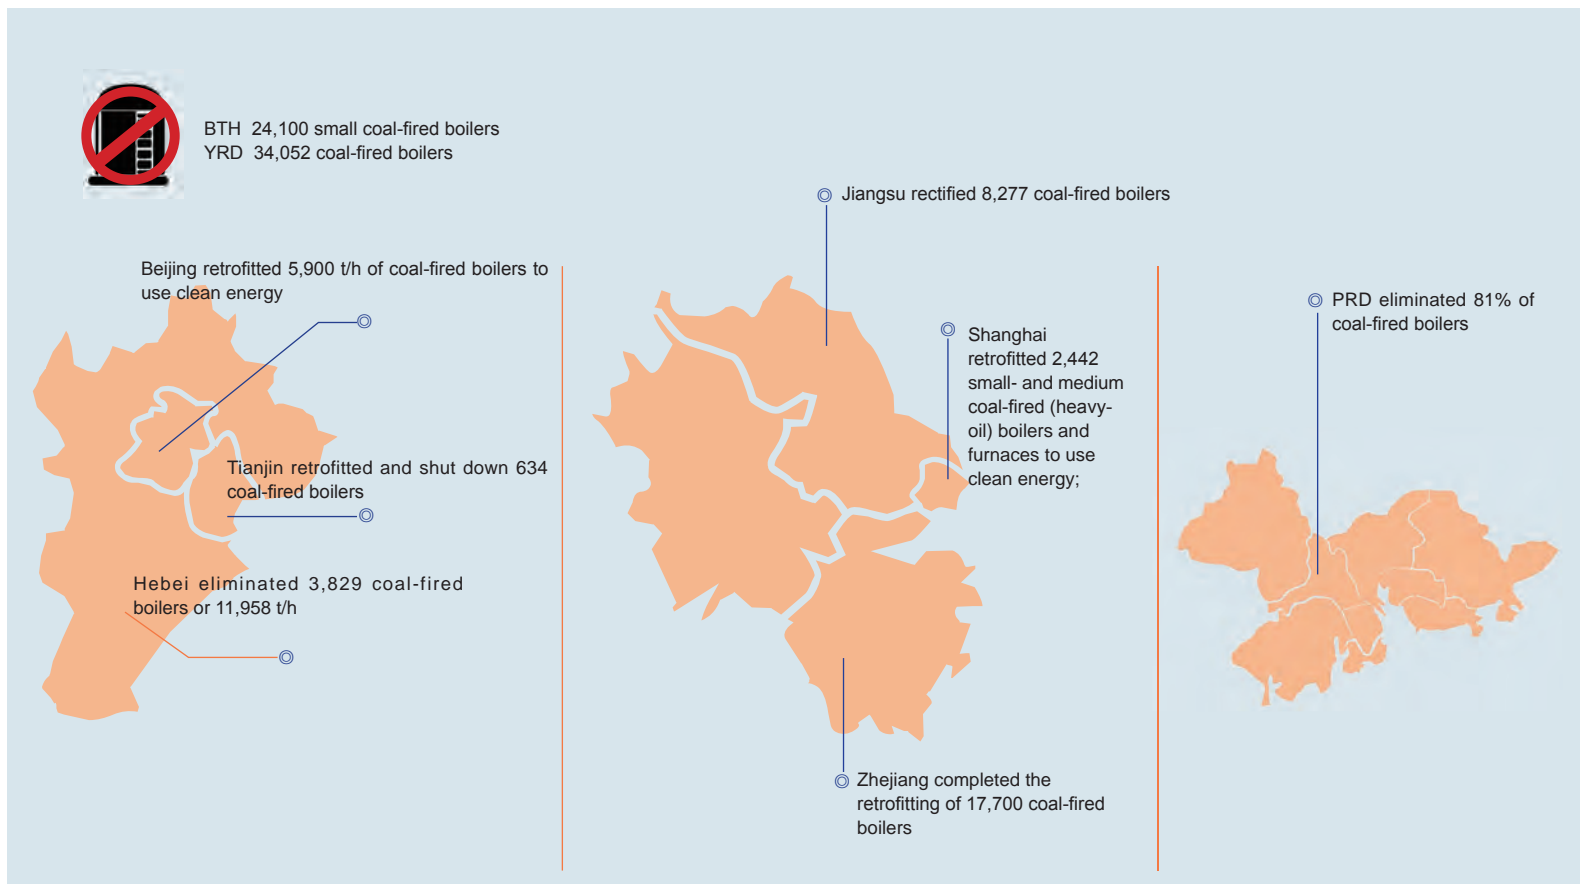 BTH 24,100 small coal-fired boilers
YRD 34,052 coal-fired boilers
Beijing retrofitted 5,900 t/h of coal-fired boilers to
use clean energy
Tianjin retrofitted and shut down 634
coal-fired boilers
Hebei eliminated 3,829 coal-fired
boilers or 11,958 t/h
Jiangsu rectified 8,277 coal-fired boilers
Shanghai
retrofitted 2,442
small- and medium
coal-fired (heavy-
oil) boilers and
furnaces to use
clean energy;
Zhejiang completed the
retrofitting of 17,700 coal-fired
boilers
PRD eliminated 81% of
coal-fired boilers